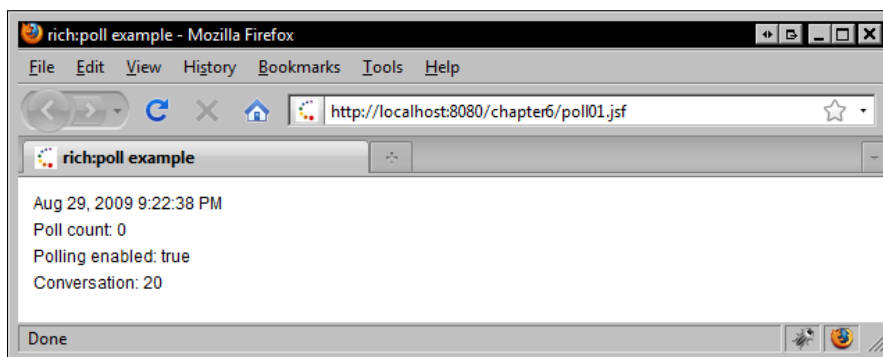 rich:poll example - Mozilla Firefox
File Edit View History Bookmarks Tools Help
http://localhost:8080/chapter6/poll01.jsf
rich:poll example
Aug 29, 2009 9:22:38 PM
Poll count: 0
Polling enabled: true
Conversation: 20
Done